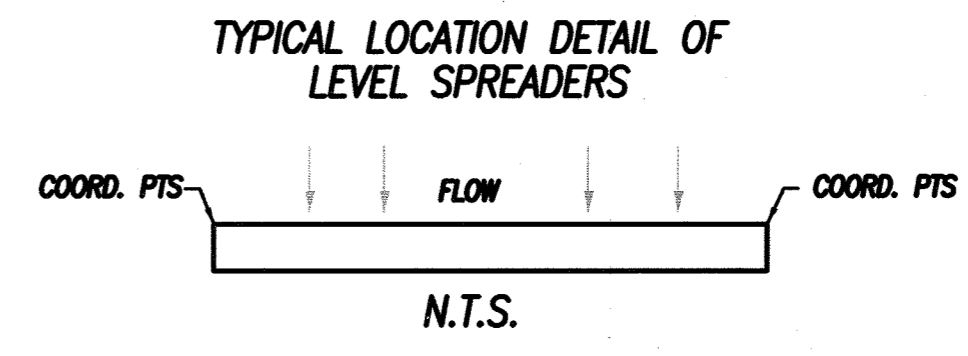 TYPICAL LOCATION DETAIL OF
LEVEL SPREADERS
COORD. PTS
FLOW
COORD. PTS
N.T.S.